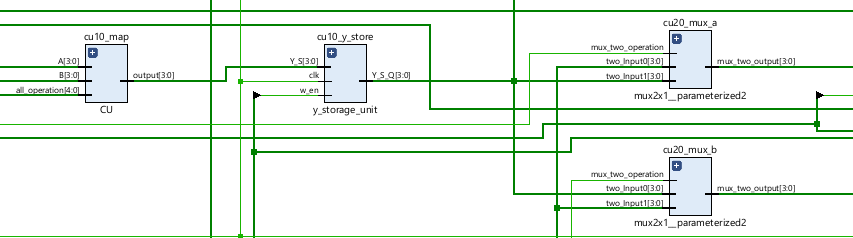 cu10_map
A[3:0]
B[3:0]
all_operation[4:0]
output[3:0]
CU
cu10_y_store
Y_S[3:0]
clk
w_en
Y_S_Q[3:0]
y_storage_unit
cu20_mux_a
mux_two_operation
two_Input0[3:0]
two_Input1[3:0]
mux_two_output[3:0]
mux2x1__parameterized2
cu20_mux_b
mux_two_operation
two_Input0[3:0]
two_Input1[3:0]
mux_two_output[3:0]
mux2x1__parameterized2